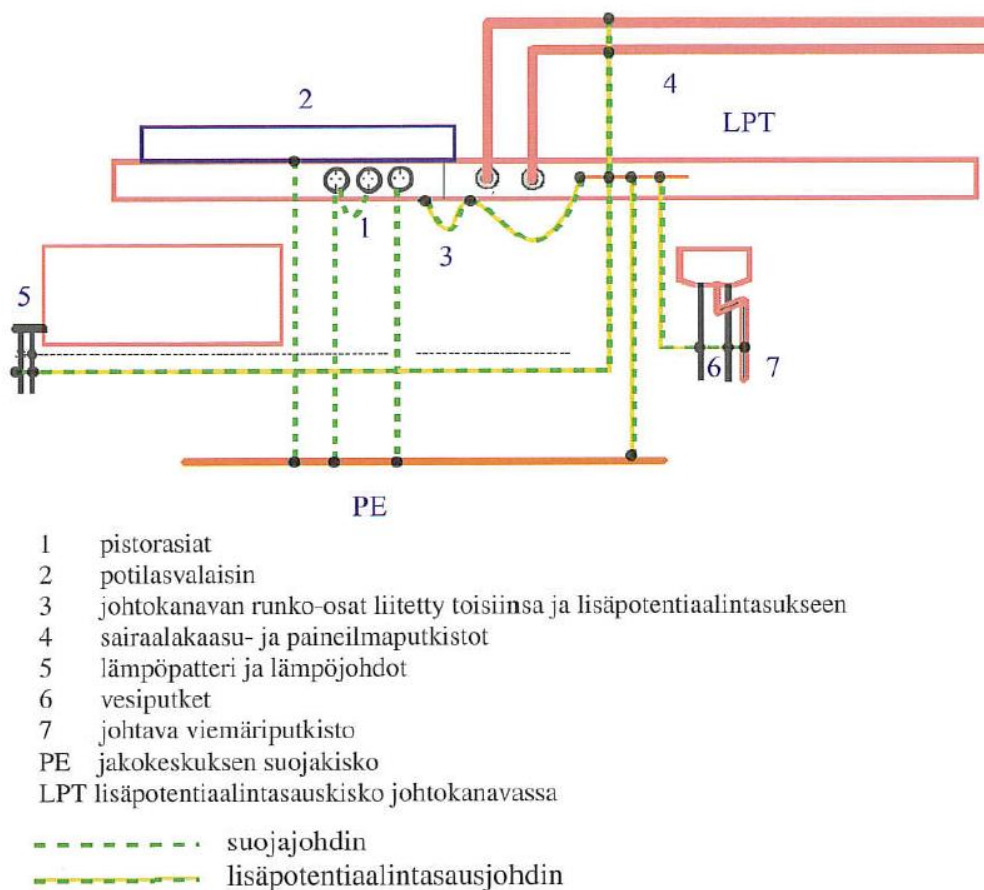 4
2
LPT
1
3
5
6
7
PE
1 pistorasiat
2 potilasvalaisin
3 johtokanavan runko-osat liitetty toisiinsa ja lisäpotentiaalintasukseen
4 sairaalakaasu- ja paineilmaputkistot
5 lämpöpatteri ja lämpöjohdot
6 vesiputket
7 johtava viemäriputkisto
PE jakokeskuksen suojakisko
LPT lisäpotentiaalintasauskisko johtokanavassa
suojajohdin
lisäpotentiaalintasausjohdin